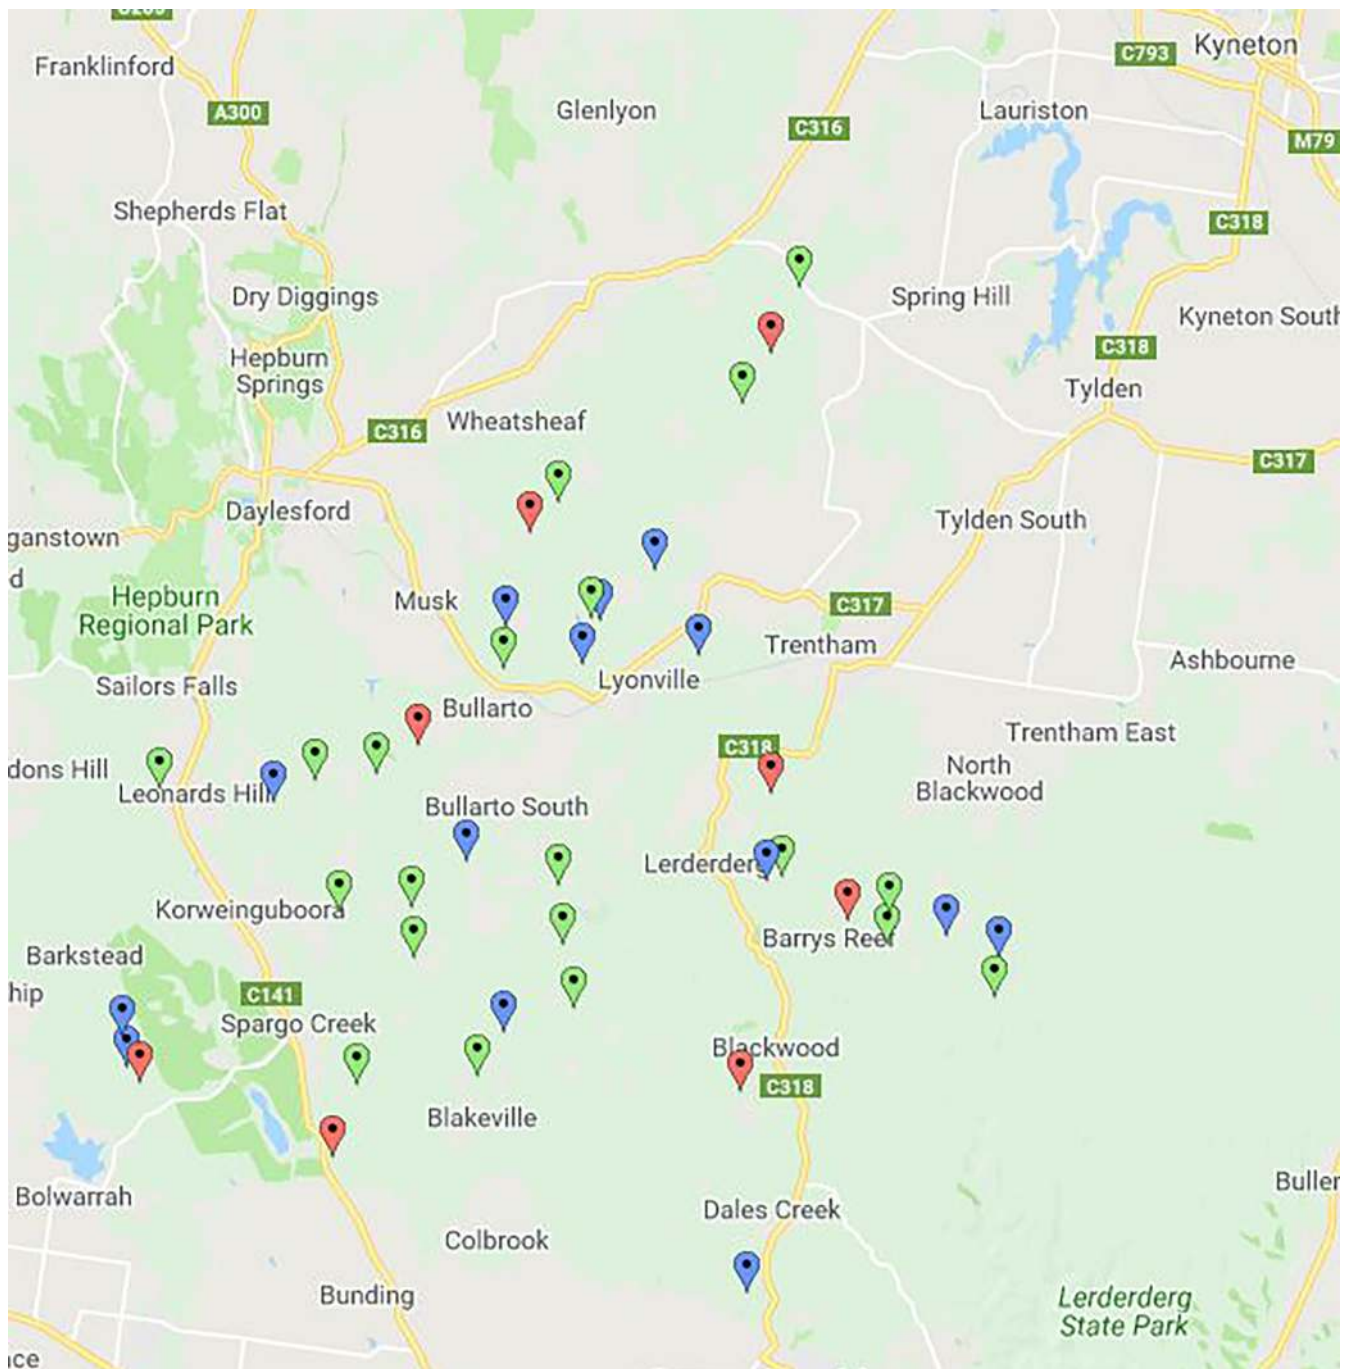 Franklinford
Kyneton
C793
A300
Glenlyon
Lauriston
C316
M79
Shepherds Flat
C318
Dry Diggings
Spring Hill
Kyneton South
Hepburn
Springs
C318
Tylden
C316
Wheatsheaf
C317
Daylesford
Tylden South
ganstown
d
Hepburn
Regional Park
Musk
C317
Trentham
Ashbourne
Sailors Falls
Lyonville
Bullarto
Trentham East
C318
dons Hill
North
Blackwood
Leonards Hill
Bullarto South
Lerderderg
Korweinguboora
Barrys Reef
Barkstead
hip
C141
Spargo Creek
Blackwood
C318
Blakeville
Bolwarrah
Buller
Dales Creek
Colbrook
Bunding
Lerderderg
State Park
ace